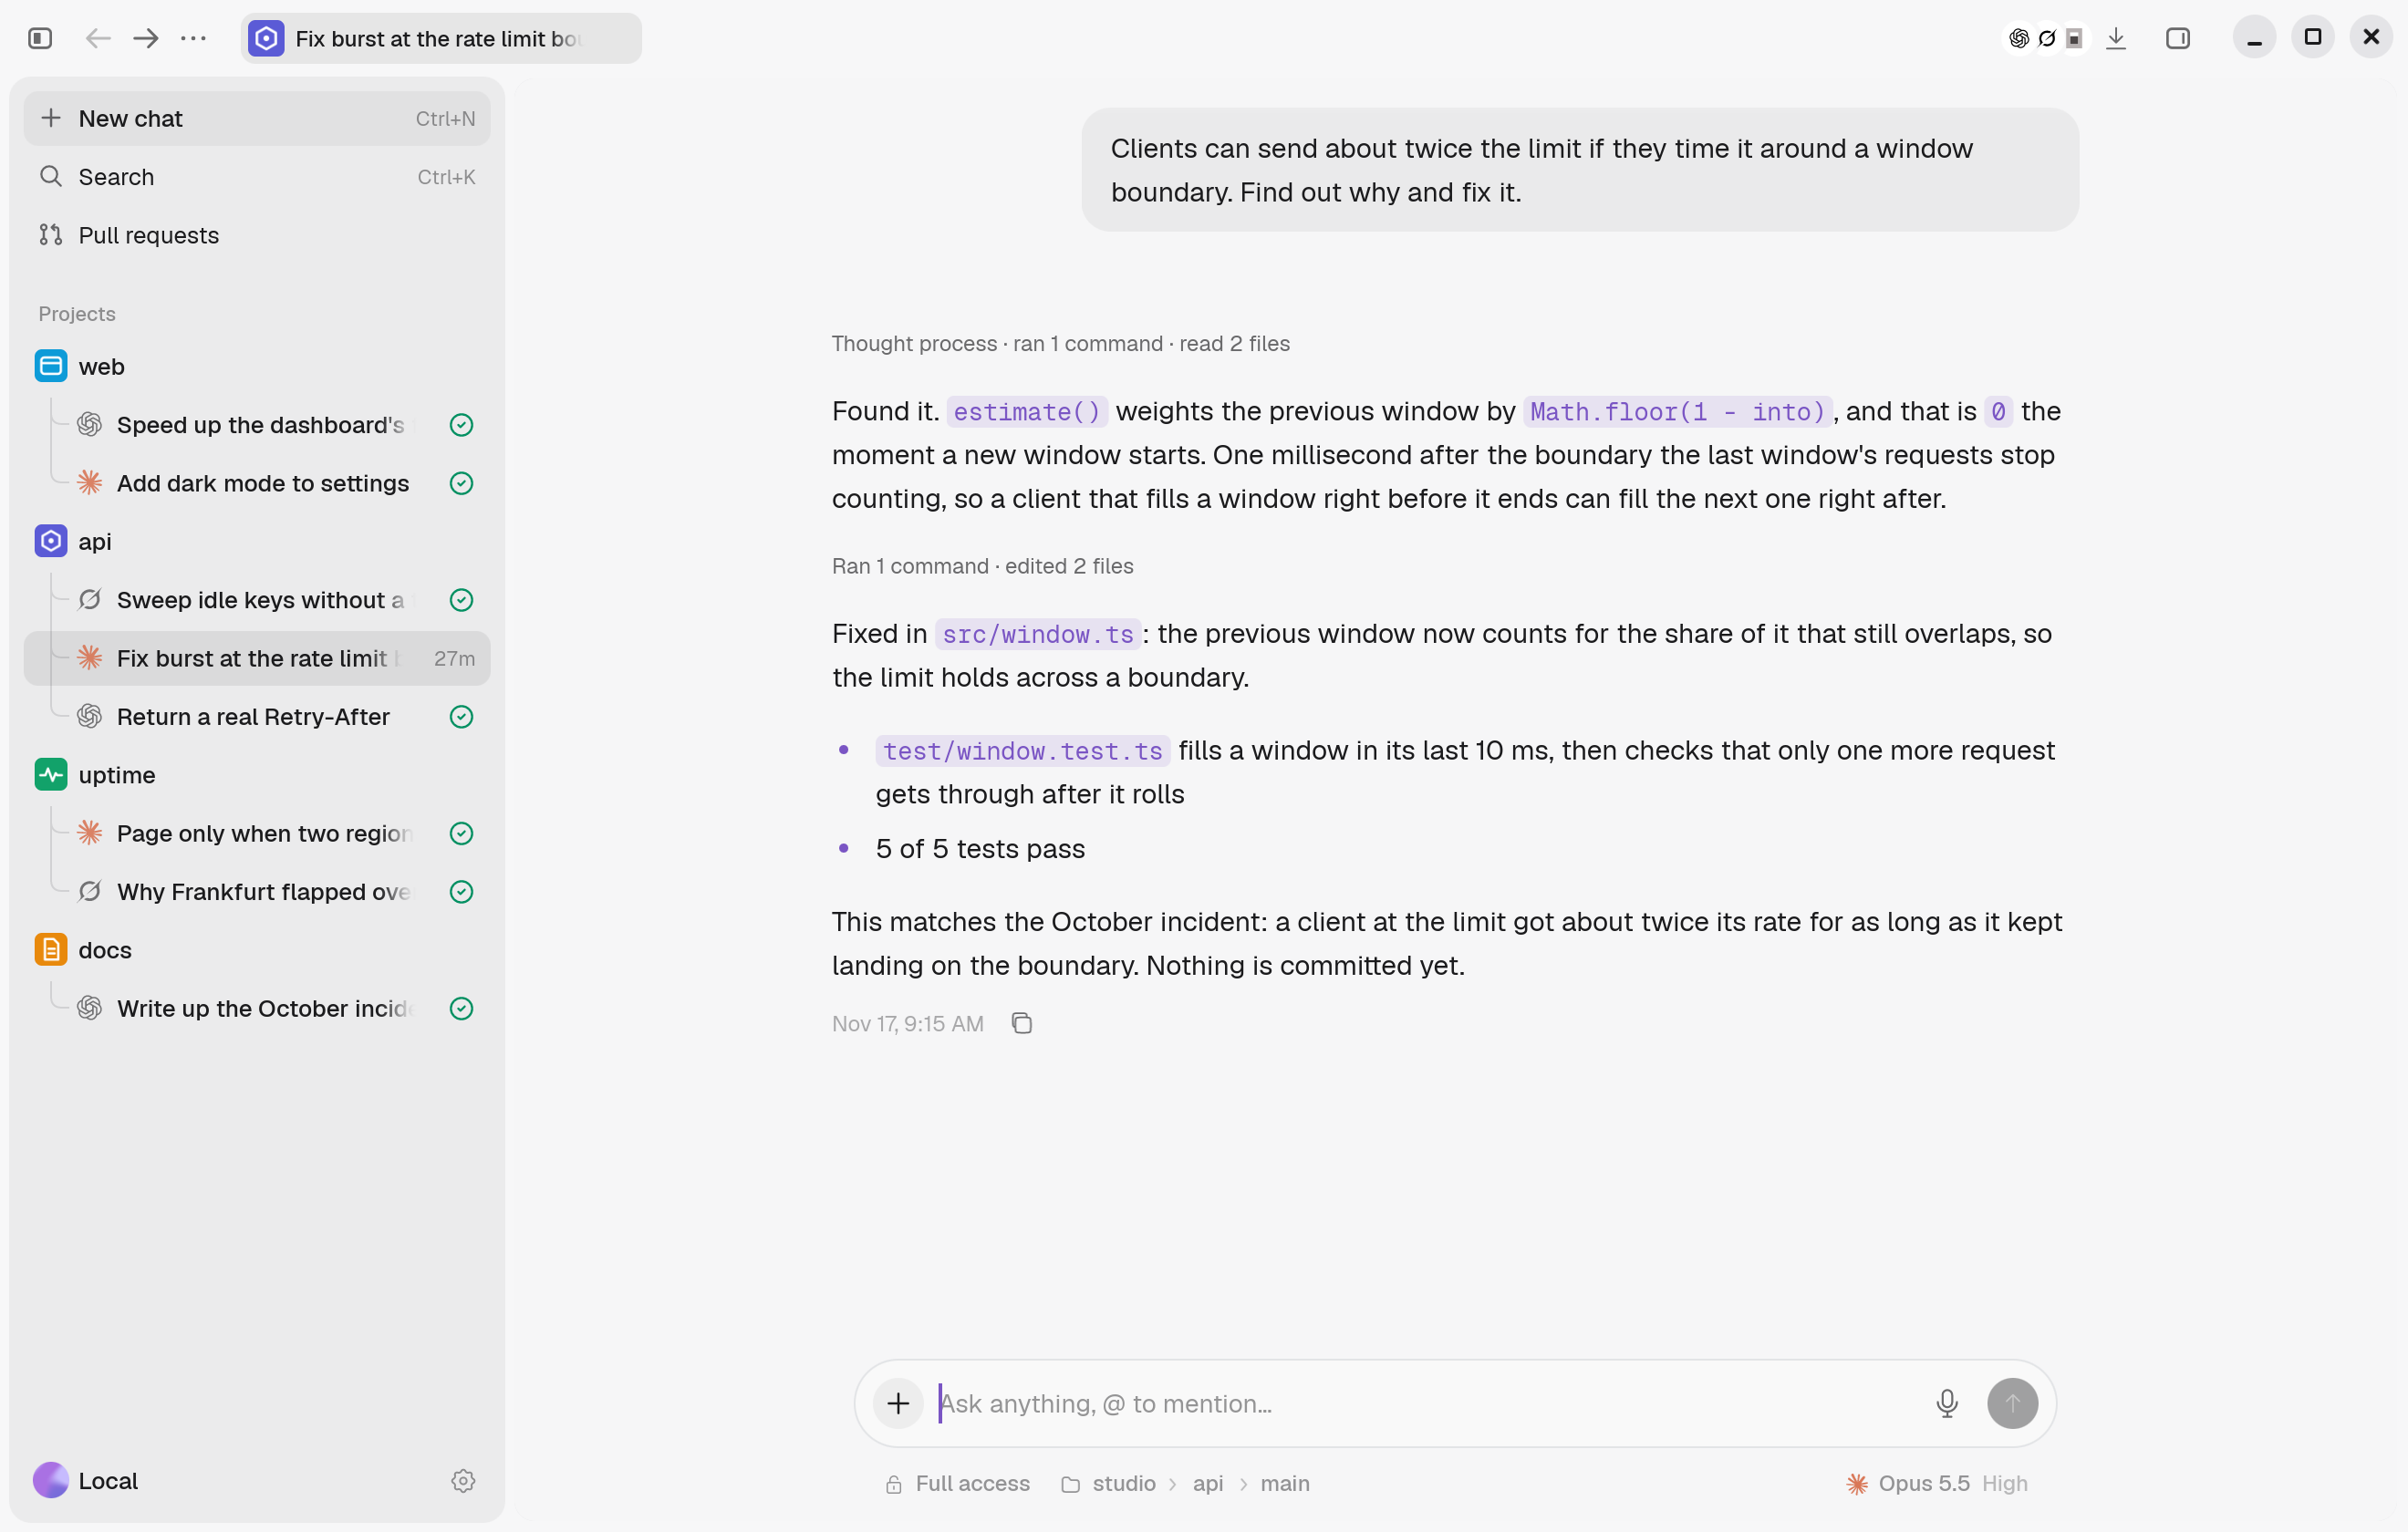 Fix burst at the rate limit bou
New chat Ctrl+N
Search Ctrl+K
Pull requests
Projects
web
Speed up the dashboard's
Add dark mode to settings
api
Sweep idle keys without a
Fix burst at the rate limit b 27m
Return a real Retry-After
uptime
Page only when two region
Why Frankfurt flapped ove
docs
Write up the October incide
Local
Clients can send about twice the limit if they time it around a window
boundary. Find out why and fix it.
Thought process · ran 1 command · read 2 files
Found it. estimate() weights the previous window by Math.floor(1 - into), and that is 0 the
moment a new window starts. One millisecond after the boundary the last window's requests stop
counting, so a client that fills a window right before it ends can fill the next one right after.
Ran 1 command · edited 2 files
Fixed in src/window.ts: the previous window now counts for the share of it that still overlaps, so
the limit holds across a boundary.
• test/window.test.ts fills a window in its last 10 ms, then checks that only one more request
gets through after it rolls
• 5 of 5 tests pass
This matches the October incident: a client at the limit got about twice its rate for as long as it kept
landing on the boundary. Nothing is committed yet.
Nov 17, 9:15 AM
Ask anything, @ to mention...
Full access studio > api > main Opus 5.5 High